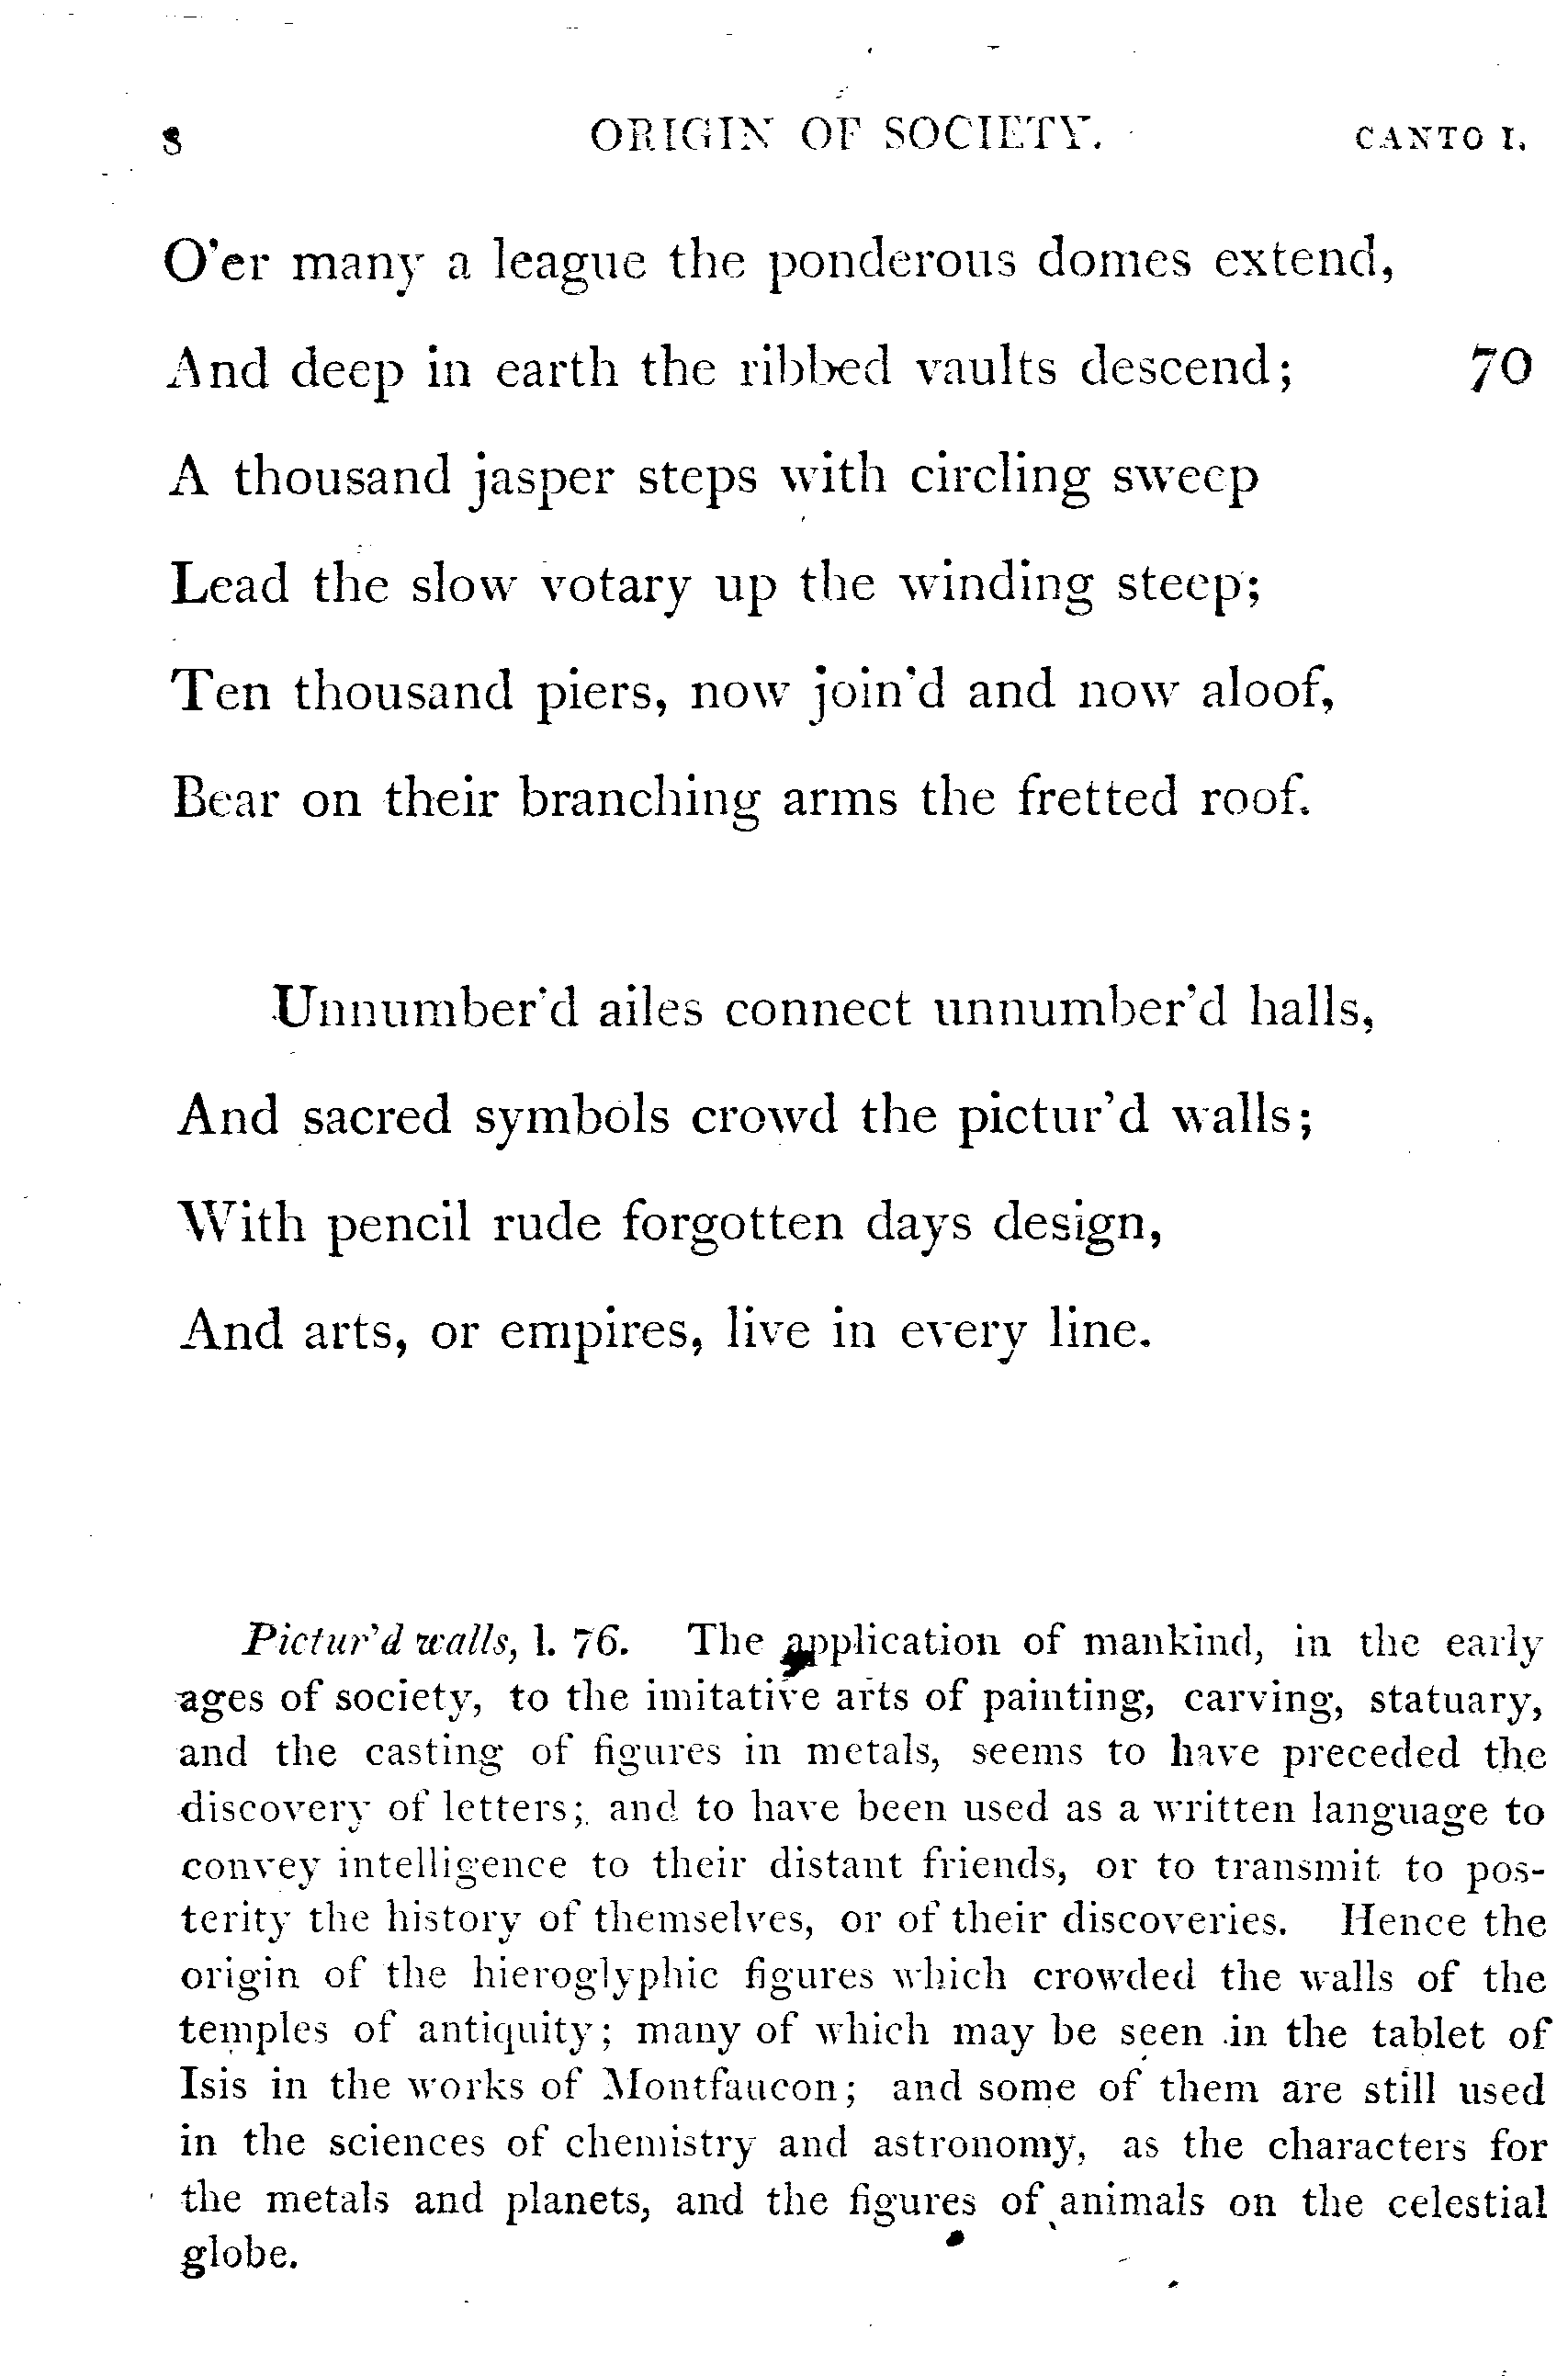 8 ORIGIN OF SOCIETY. CANTO I.
O'er many a league the ponderous domes extend,
And deep in earth the ribbed vaults descend; 70
A thousand jasper steps with circling sweep
Lead the slow votary up the winding steep;
Ten thousand piers, now join'd and now aloof,
Bear on their branching arms the fretted roof.
Unnumber'd ailes connect unnumber'd halls,
And sacred symbols crowd the pictur'd walls;
With pencil rude forgotten days design,
And arts, or empires, live in every line.
Pictur'd walls, l. 76. The application of mankind, in the early
ages of society, to the imitative arts of painting, carving, statuary,
and the casting of figures in metals, seems to have preceded the
discovery of letters; and to have been used as a written language to
convey intelligence to their distant friends, or to transmit to pos-
terity the history of themselves, or of their discoveries. Hence the
origin of the hieroglyphic figures which crowded the walls of the
temples of antiquity; many of which may be seen in the tablet of
Isis in the works of Montfaucon; and some of them are still used
in the sciences of chemistry and astronomy, as the characters for
the metals and planets, and the figures of animals on the celestial
globe.